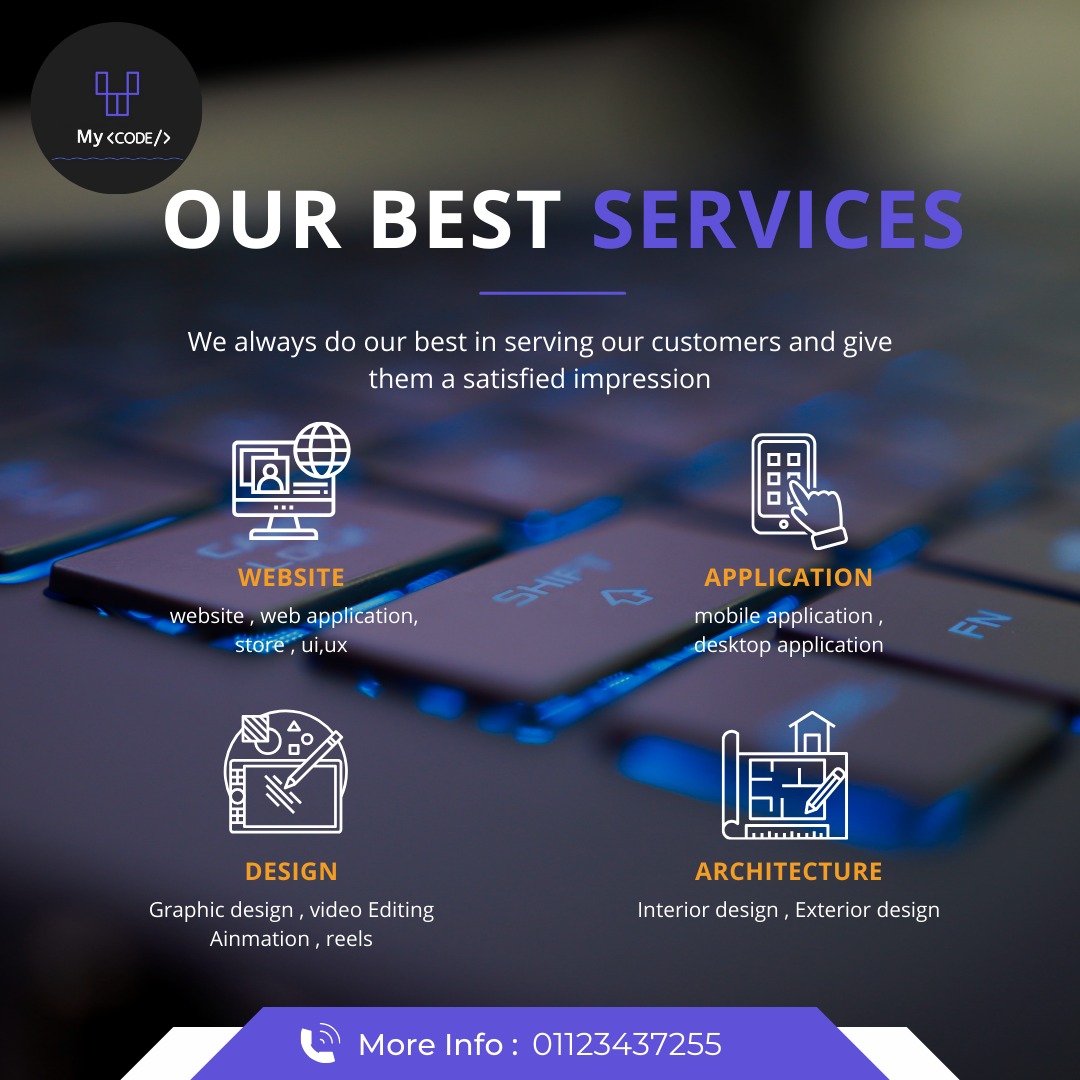 My <CODE/>
OUR BEST SERVICES
We always do our best in serving our customers and give
them a satisfied impression
WEBSITE
website , web application,
store , ui,ux
APPLICATION
mobile application ,
desktop application
SHIFT
FN
DESIGN
Graphic design , video Editing
Ainmation , reels
ARCHITECTURE
Interior design , Exterior design
More Info : 01123437255